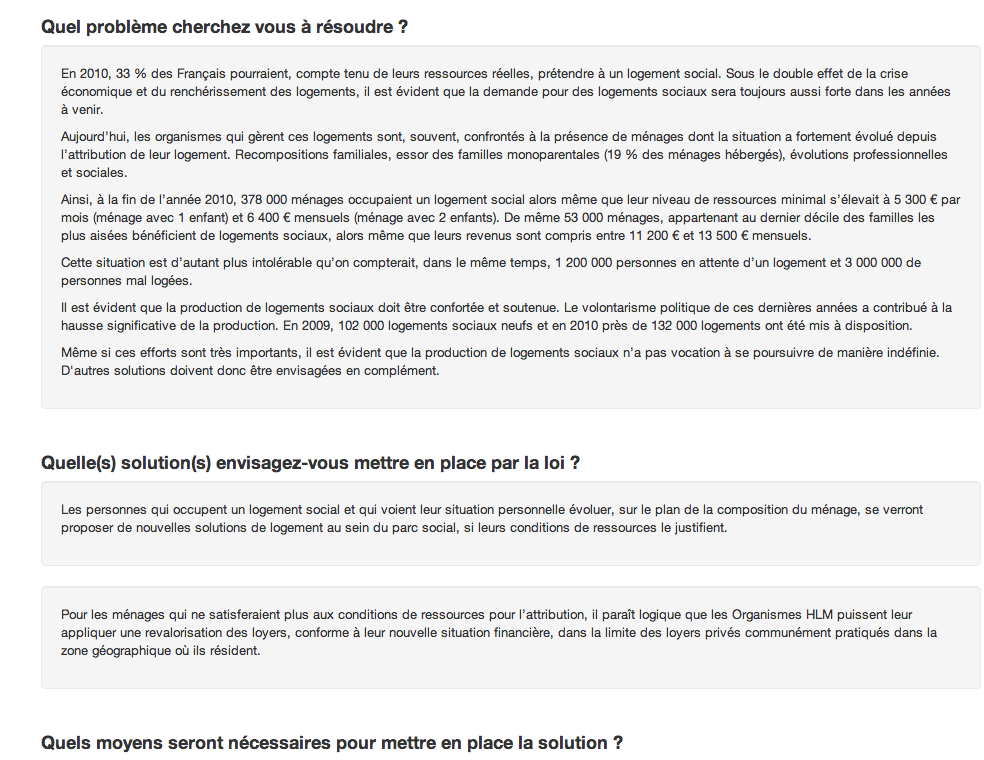 Quel problème cherchez vous à résoudre ?
En 2010, 33 % des Français pourraient, compte tenu de leurs ressources réelles, prétendre à un logement social. Sous le double effet de la crise
économique et du renchérissement des logements, il est évident que la demande pour des logements sociaux sera toujours aussi forte dans les années
à venir.
Aujourd’hui, les organismes qui gèrent ces logements sont, souvent, confrontés à la présence de ménages dont la situation a fortement évolué depuis
l’attribution de leur logement. Recompositions familiales, essor des familles monoparentales (19 % des ménages hébergés), évolutions professionnelles
et sociales.
Ainsi, à la fin de l’année 2010, 378 000 ménages occupaient un logement social alors même que leur niveau de ressources minimal s’élevait à 5 300 € par
mois (ménage avec 1 enfant) et 6 400 € mensuels (ménage avec 2 enfants). De même 53 000 ménages, appartenant au dernier décile des familles les
plus aisées bénéficient de logements sociaux, alors même que leurs revenus sont compris entre 11 200 € et 13 500 € mensuels.
Cette situation est d’autant plus intolérable qu’on compterait, dans le même temps, 1 200 000 personnes en attente d’un logement et 3 000 000 de
personnes mal logées.
Il est évident que la production de logements sociaux doit être confortée et soutenue. Le volontarisme politique de ces dernières années a contribué à la
hausse significative de la production. En 2009, 102 000 logements sociaux neufs et en 2010 près de 132 000 logements ont été mis à disposition.
Même si ces efforts sont très importants, il est évident que la production de logements sociaux n’a pas vocation à se poursuivre de manière indéfinie.
D'autres solutions doivent donc être envisagées en complément.
Quelle(s) solution(s) envisagez-vous mettre en place par la loi ?
Les personnes qui occupent un logement social et qui voient leur situation personnelle évoluer, sur le plan de la composition du ménage, se verront
proposer de nouvelles solutions de logement au sein du parc social, si leurs conditions de ressources le justifient.
Pour les ménages qui ne satisferaient plus aux conditions de ressources pour l’attribution, il paraît logique que les Organismes HLM puissent leur
appliquer une revalorisation des loyers, conforme à leur nouvelle situation financière, dans la limite des loyers privés communément pratiqués dans la
zone géographique où ils résident.
Quels moyens seront nécessaires pour mettre en place la solution ?